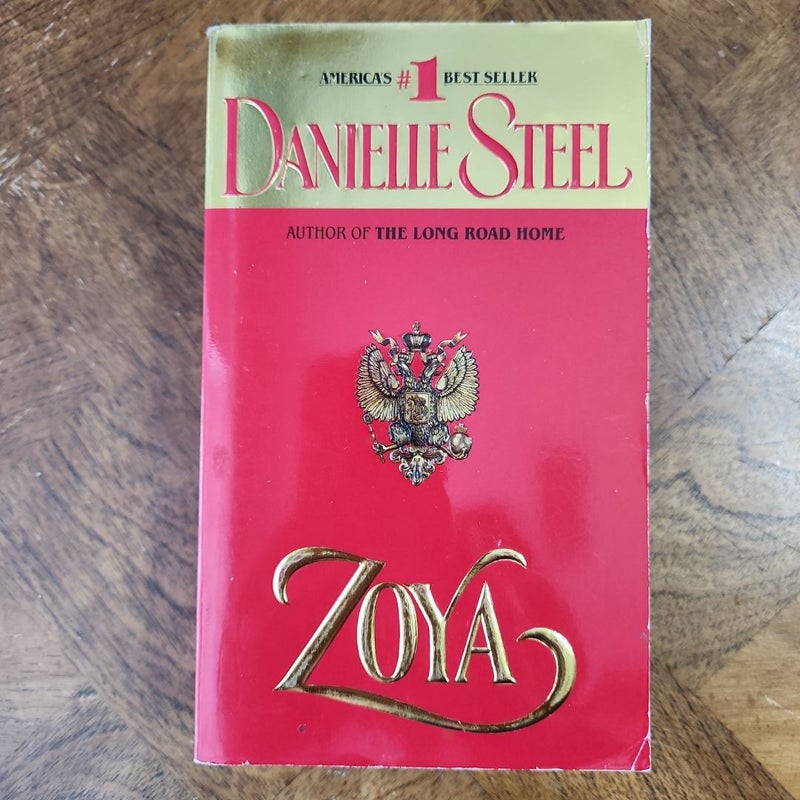 AMERICA'S #1 BEST SELLER
DANIELLE STEEL
AUTHOR OF THE LONG ROAD HOME
ZOYA